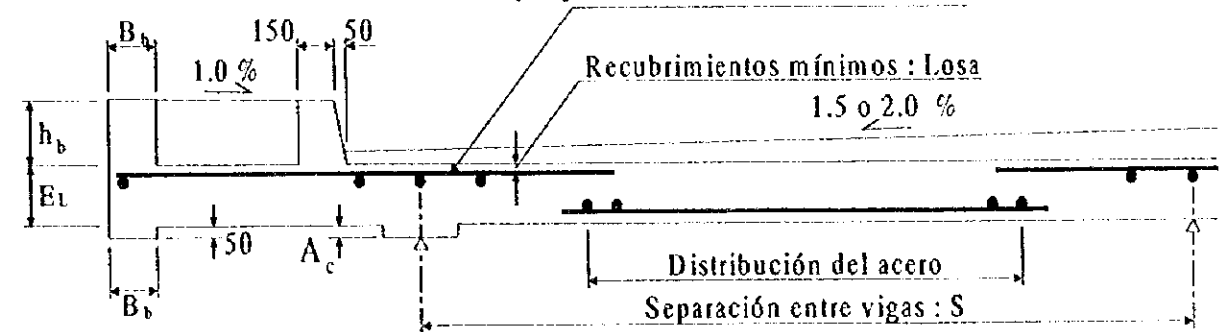 B_b 150 50
1.0 %
Recubrimientos mínimos : Losa
1.5 o 2.0 %
h_b
E_L
50 A_c
Distribución del acero
B_b
Separación entre vigas : S